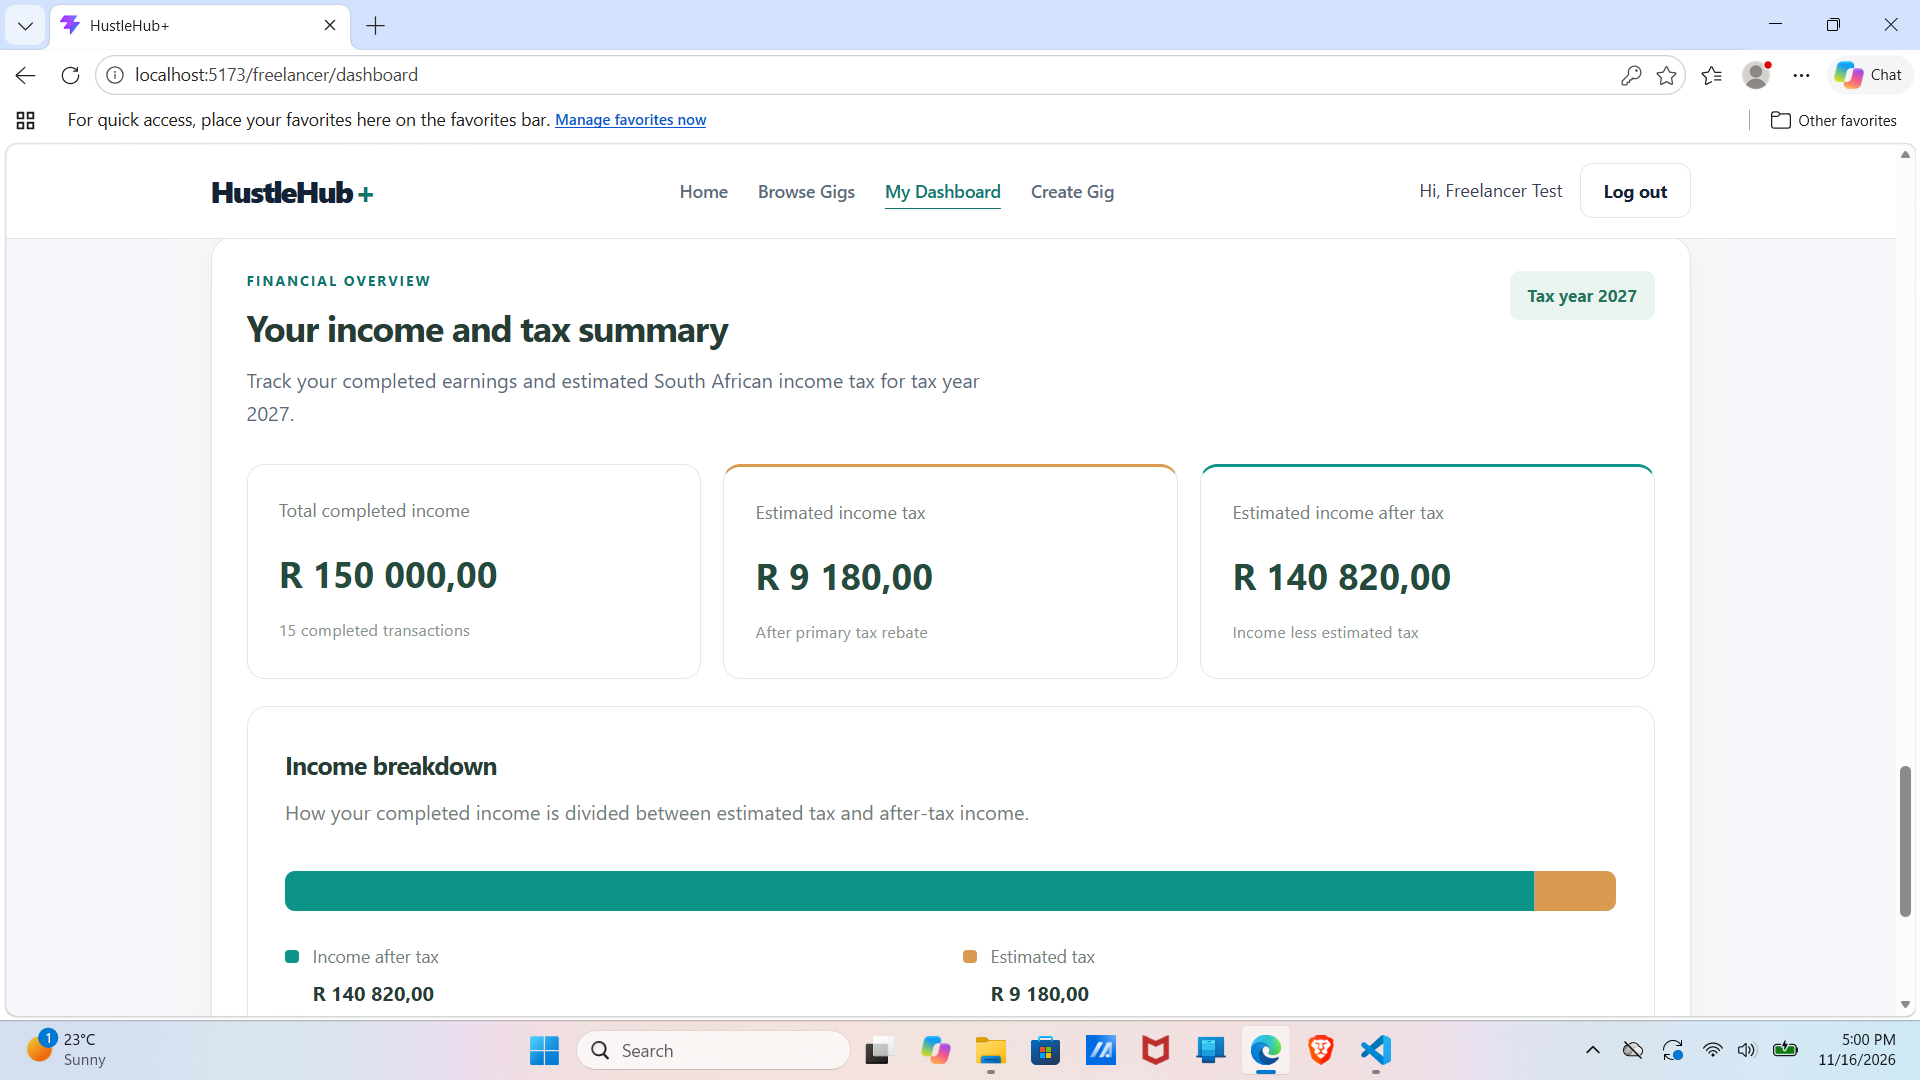 HustleHub+
localhost:5173/freelancer/dashboard
Chat
For quick access, place your favorites here on the favorites bar. Manage favorites now
Other favorites
HustleHub +
Home
Browse Gigs
My Dashboard
Create Gig
Hi, Freelancer Test
Log out
FINANCIAL OVERVIEW
Tax year 2027
Your income and tax summary
Track your completed earnings and estimated South African income tax for tax year
2027.
Total completed income
R 150 000,00
15 completed transactions
Estimated income tax
R 9 180,00
After primary tax rebate
Estimated income after tax
R 140 820,00
Income less estimated tax
Income breakdown
How your completed income is divided between estimated tax and after-tax income.
Income after tax
R 140 820,00
Estimated tax
R 9 180,00
1
23°C
Sunny
Search
5:00 PM
11/16/2026